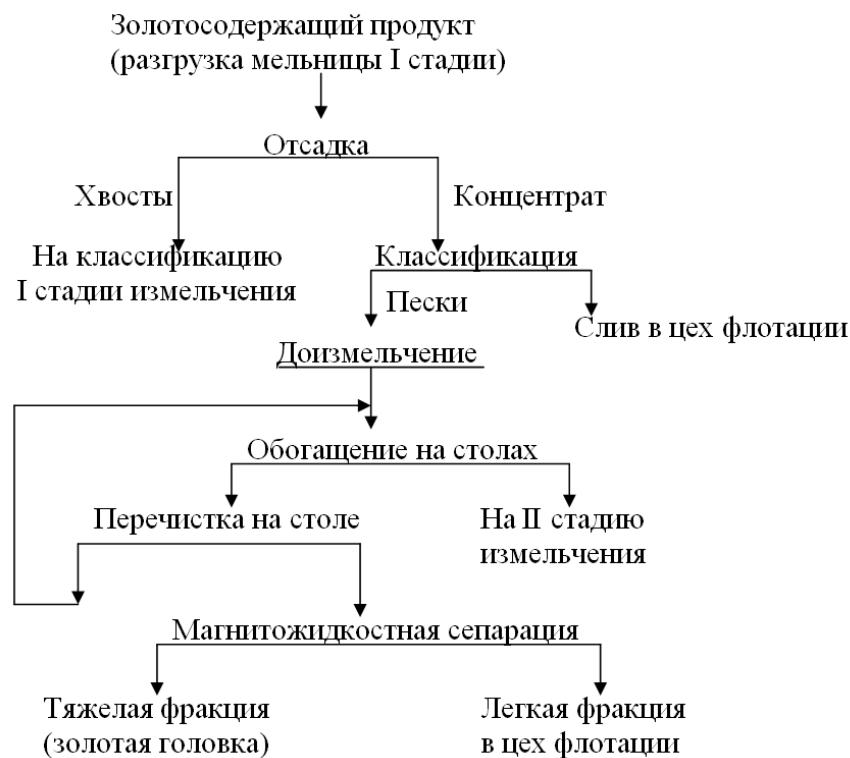 Золотосодержащий продукт
(разгрузка мельницы I стадии)
Отсадка
Хвосты
Концентрат
На классификацию
I стадии измельчения
Классификация
Пески
Слив в цех флотации
Доизмельчение
Обогащение на столах
Перечистка на столе
На II стадию
измельчения
Магнитожидкостная сепарация
Тяжелая фракция
(золотая головка)
Легкая фракция
в цех флотации